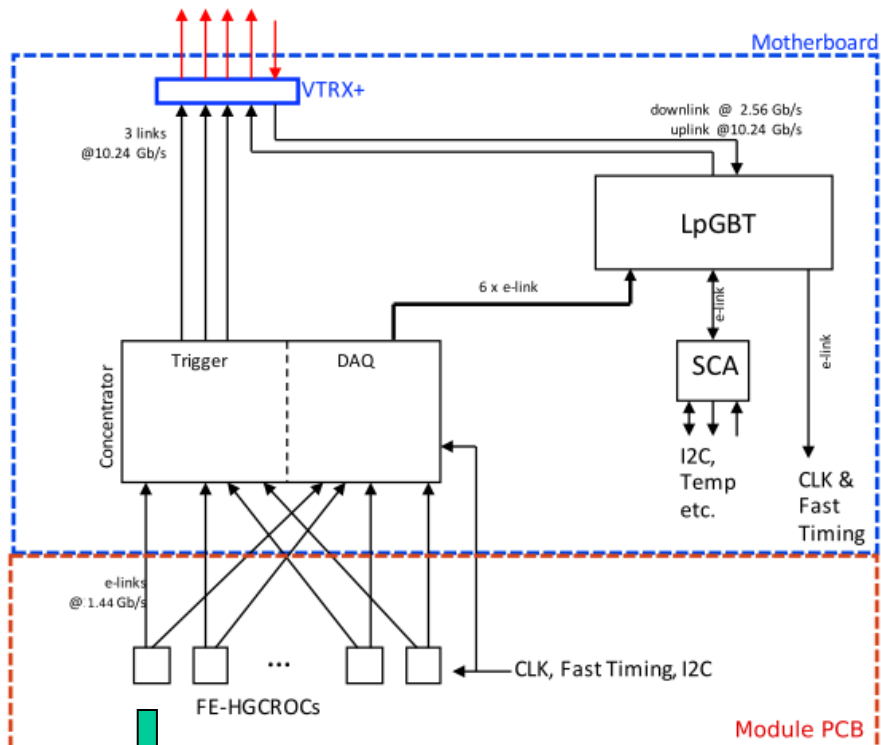 Motherboard
VTRX+
downlink @ 2.56 Gb/s
uplink @10.24 Gb/s
3 links
@10.24 Gb/s
LpGBT
6 x e-link
e-link
e-link
Trigger
DAQ
Concentrator
SCA
I2C,
Temp
etc.
CLK &
Fast
Timing
e-links
@ 1.44 Gb/s
...
CLK, Fast Timing, I2C
FE-HGCROCs
Module PCB